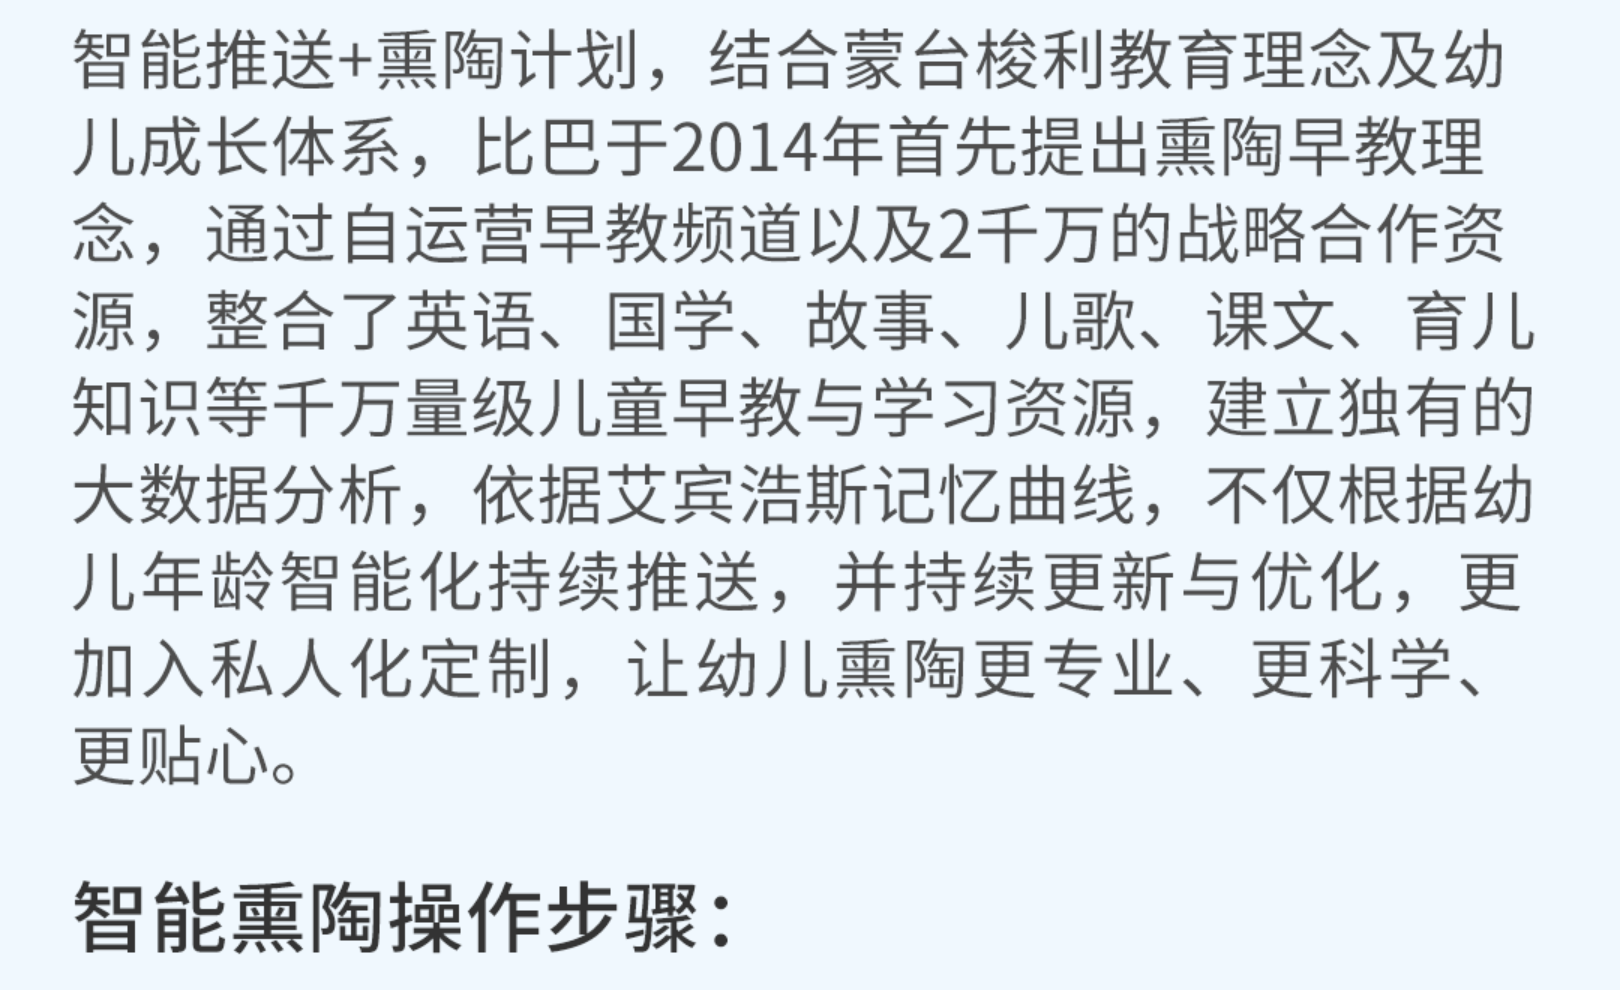 智能推送+熏陶计划，结合蒙台梭利教育理念及幼
儿成长体系，比巴于2014年首先提出熏陶早教理
念，通过自运营早教频道以及2千万的战略合作资
源，整合了英语、国学、故事、儿歌、课文、育儿
知识等千万量级儿童早教与学习资源，建立独有的
大数据分析，依据艾宾浩斯记忆曲线，不仅根据幼
儿年龄智能化持续推送，并持续更新与优化，更
加入私人化定制，让幼儿熏陶更专业、更科学、
更贴心。
智能熏陶操作步骤：